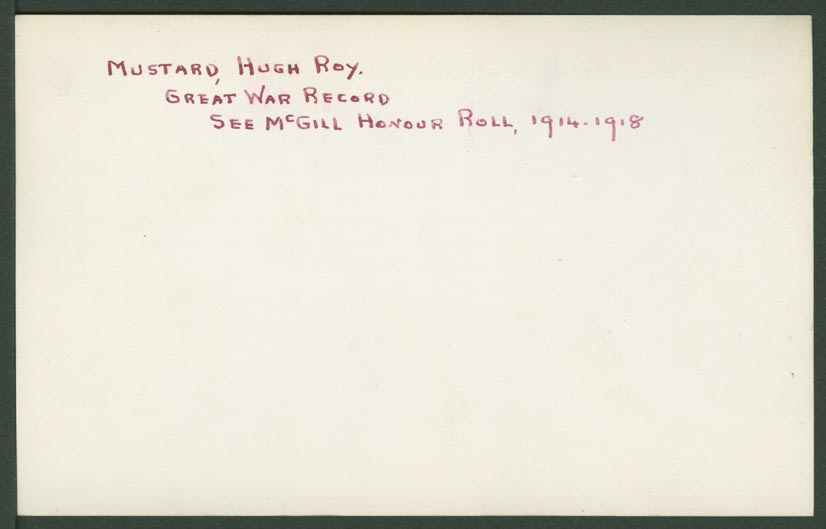 MUSTARD, HUGH ROY.
GREAT WAR RECORD
SEE McGILL HONOUR ROLL, 1914-1918